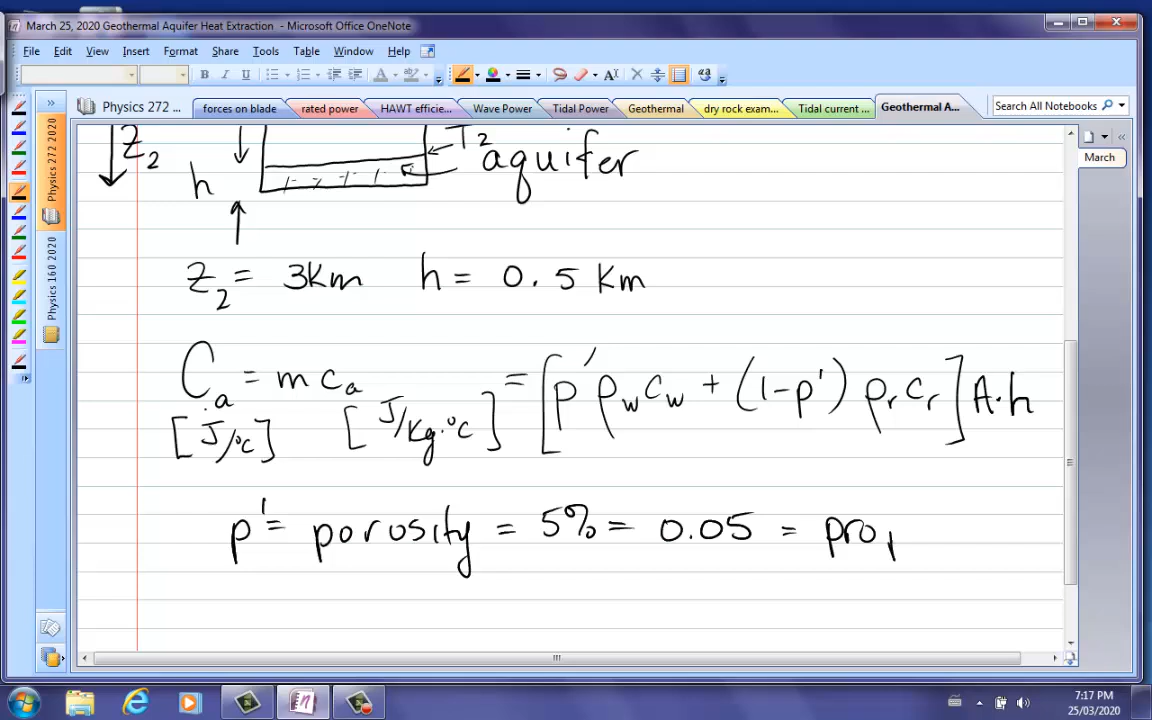 March 25, 2020 Geothermal Aquifer Heat Extraction - Microsoft Office OneNote
File Edit View Insert Format Share Tools Table Window Help
Physics 272 ... forces on blade rated power HAWT efficie... Wave Power Tidal Power Geothermal dry rock exam... Tidal current ... Geothermal A... Search All Notebooks
March
Physics 272 2020
Physics 160 2020
Z2 T2
aquifer
h
Z2 = 3Km h = 0.5 Km
Ca = m ca = [p' ρw cw + (1-p') ρr cr] A·h
[J/°C] [J/kg·°C]
p' = porosity = 5% = 0.05 = prop
7:17 PM
25/03/2020